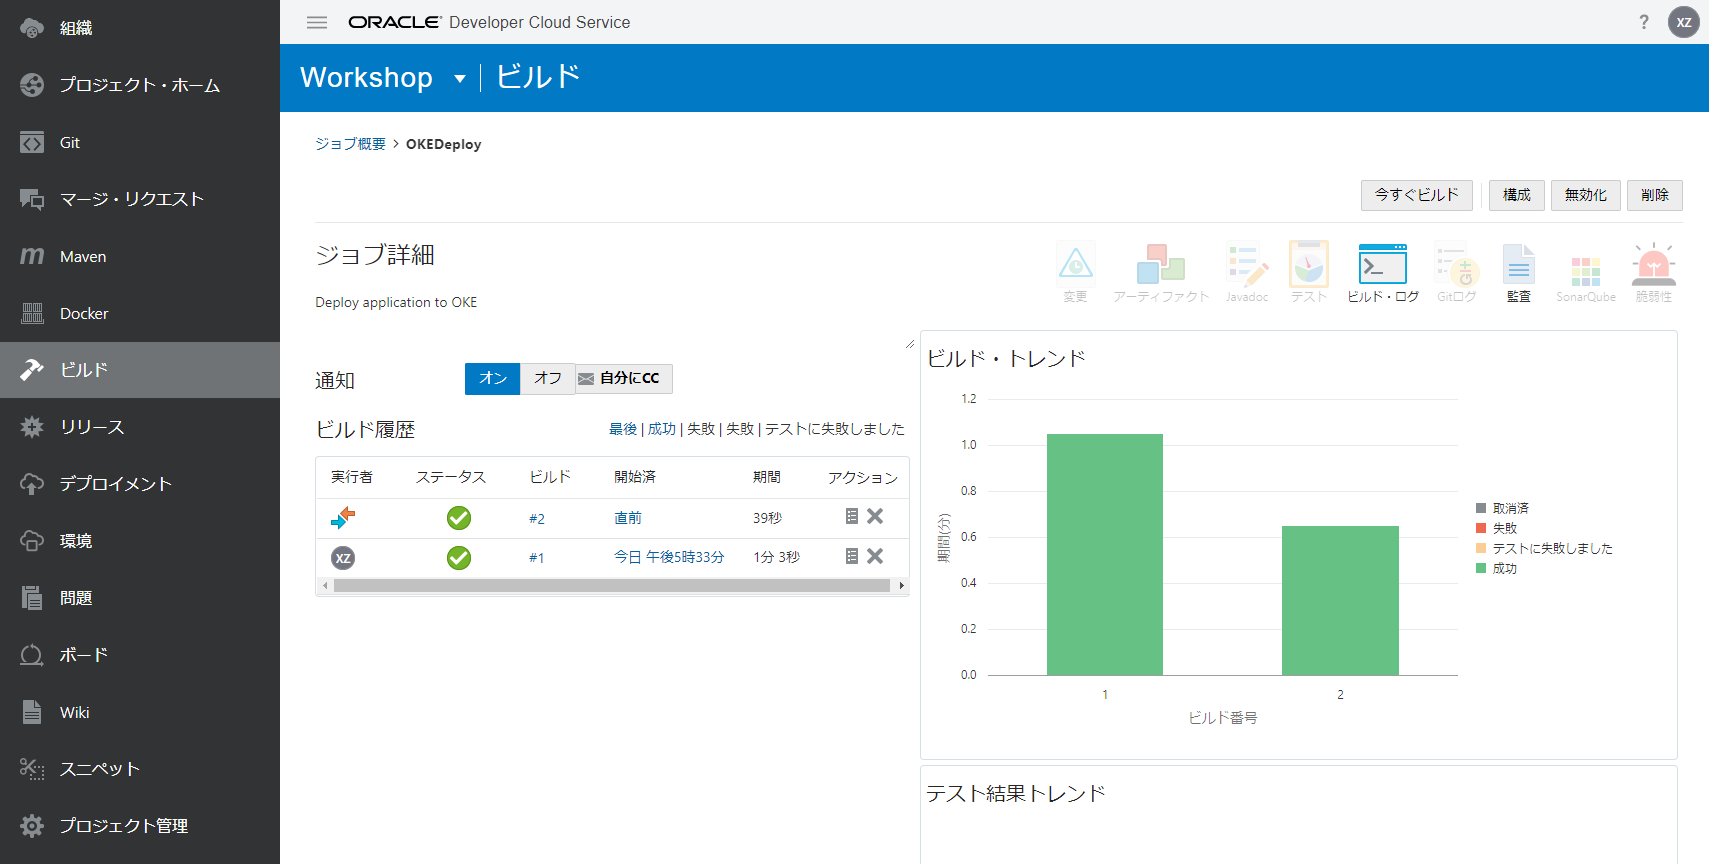 組織
プロジェクト・ホーム
Git
マージ・リクエスト
Maven
Docker
ビルド
リリース
デプロイメント
環境
問題
ボード
Wiki
スニペット
プロジェクト管理
ORACLE Developer Cloud Service
? XZ
Workshop ビルド
ジョブ概要 > OKEDeploy
今すぐビルド 構成 無効化 削除
ジョブ詳細
Deploy application to OKE
変更 アーティファクト Javadoc テスト ビルド・ログ Gitログ 監査 SonarQube 脆弱性
通知 オン オフ 自分にCC
ビルド履歴 最後 | 成功 | 失敗 | 失敗 | テストに失敗しました
実行者 ステータス ビルド 開始済 期間 アクション
#2 直前 39秒
XZ #1 今日 午後5時33分 1分 3秒
ビルド・トレンド
1.2
1.0
0.8
0.6
0.4
0.2
0.0
期間(分)
1 2
ビルド番号
取消済
失敗
テストに失敗しました
成功
テスト結果トレンド